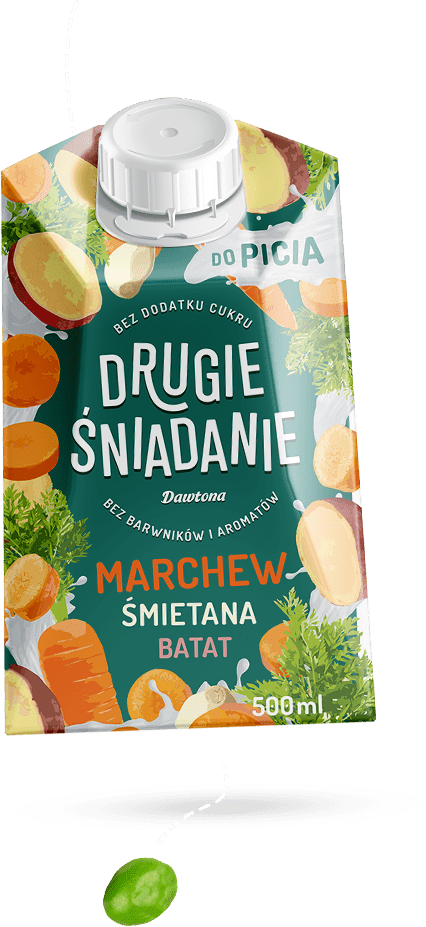 DO PICIA
BEZ DODATKU CUKRU
DRUGIE
ŚNIADANIE
Dawtona
BEZ BARWNIKÓW I AROMATÓW
MARCHEW
ŚMIETANA
BATAT
500ml